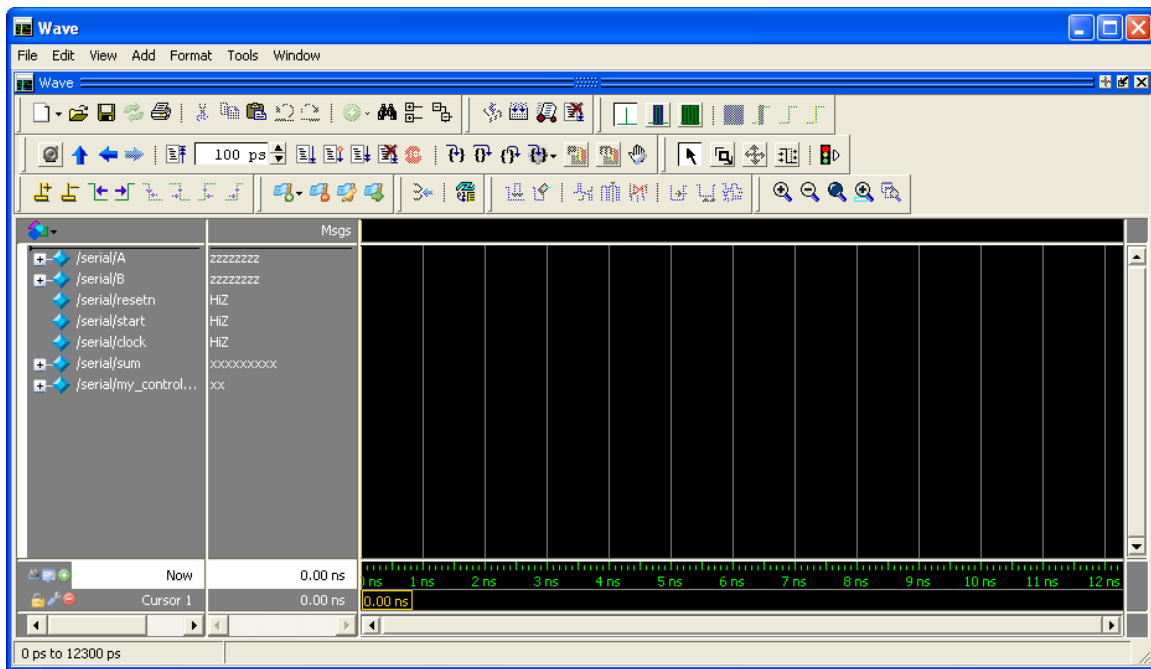 Wave
File Edit View Add Format Tools Window
Wave
100 ps
Msgs
/serial/A zzzzzzzz
/serial/B zzzzzzzz
/serial/resetn HiZ
/serial/start HiZ
/serial/clock HiZ
/serial/sum xxxxxxxxx
/serial/my_control... xx
Now 0.00 ns
ns 1 ns 2 ns 3 ns 4 ns 5 ns 6 ns 7 ns 8 ns 9 ns 10 ns 11 ns 12 ns
Cursor 1 0.00 ns 0.00 ns
0 ps to 12300 ps